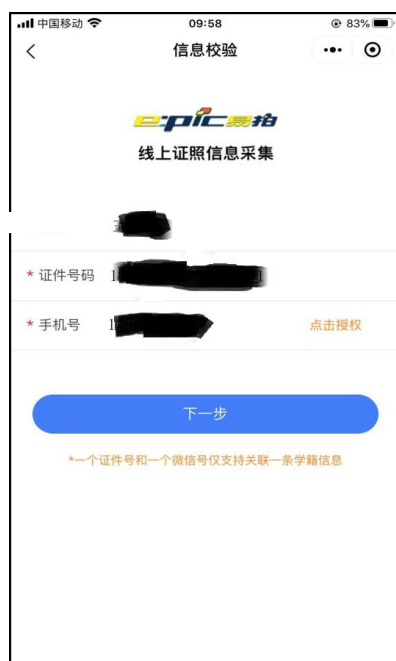 中国移动 09:58 83%
信息校验
e:pic易拍
线上证照信息采集
* 证件号码 1
* 手机号 1 点击授权
下一步
*一个证件号和一个微信号仅支持关联一条学籍信息